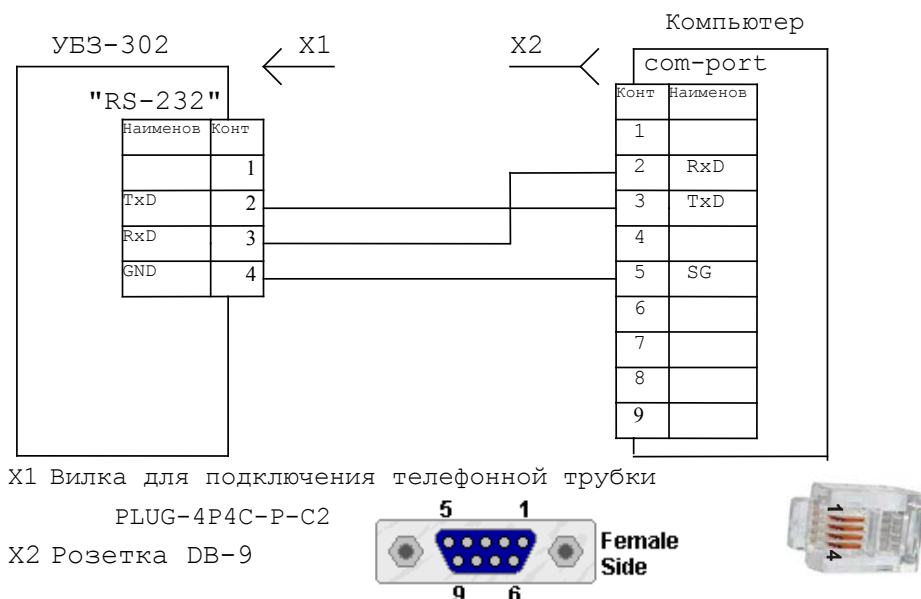 Компьютер
УБЗ-302
X1
X2
com-port
"RS-232"
Конт Наименов
Наименов Конт
1
1
2 RxD
TxD 2
3 TxD
RxD 3
4
GND 4
5 SG
6
7
8
9
X1 Вилка для подключения телефонной трубки
PLUG-4P4C-P-C2
X2 Розетка DB-9
5 1
Female
Side
9 6
1
4